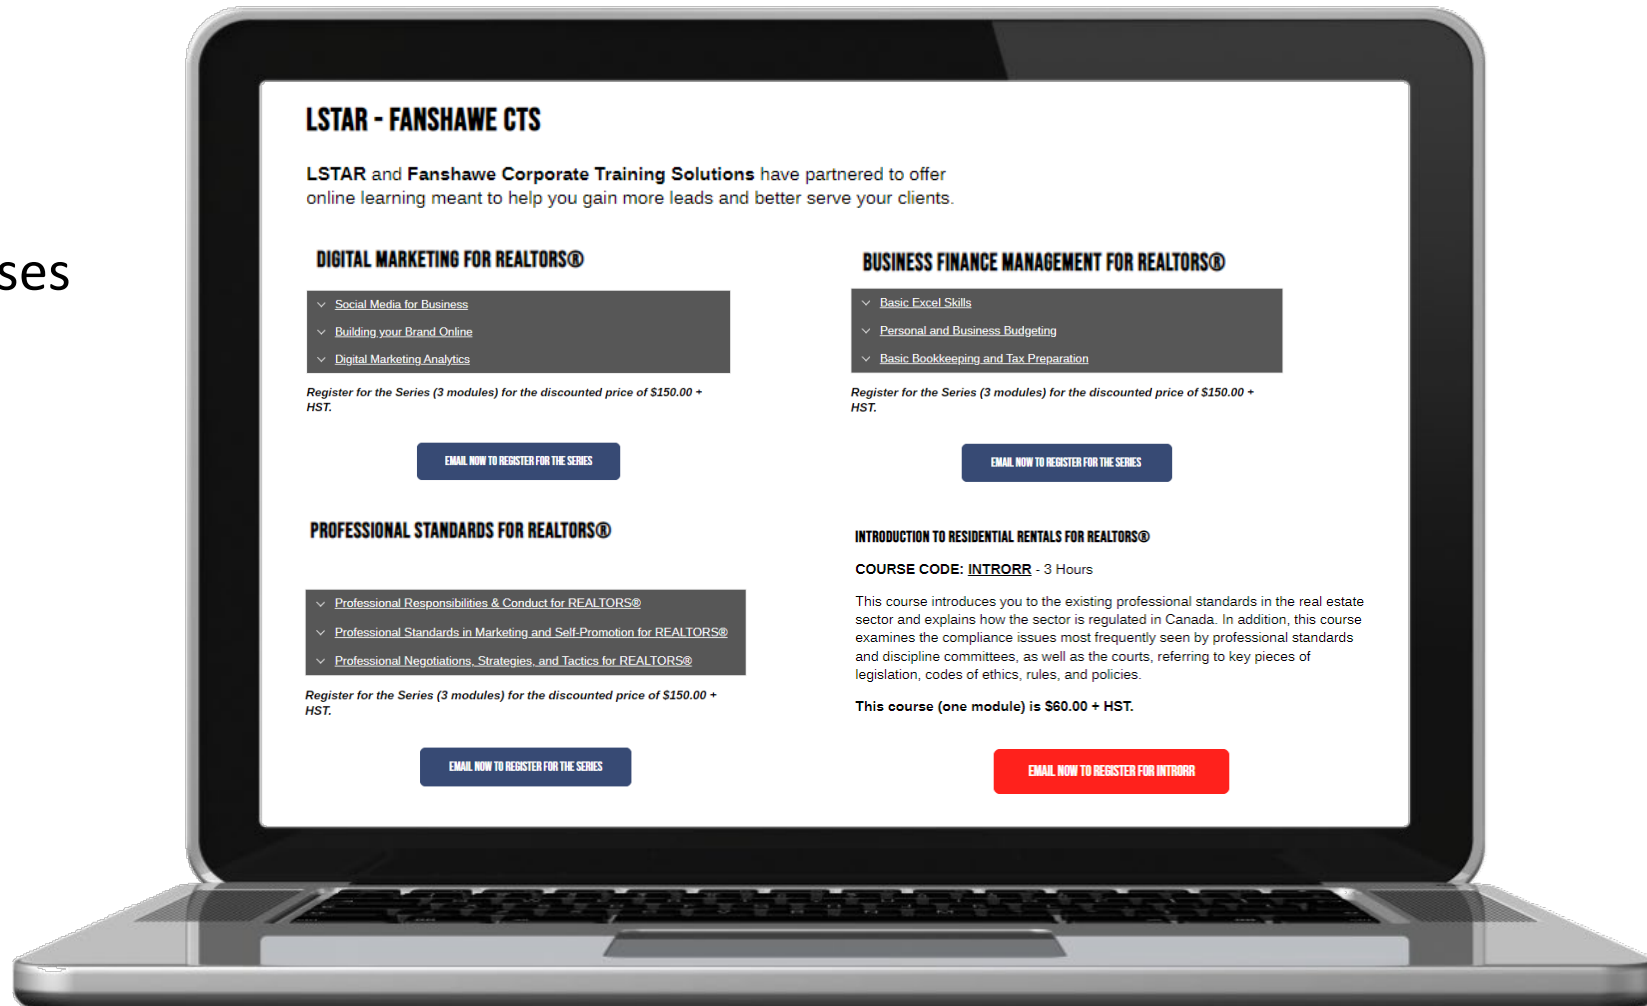 ses
LSTAR - FANSHAWE CTS
LSTAR and Fanshawe Corporate Training Solutions have partnered to offer
online learning meant to help you gain more leads and better serve your clients.
DIGITAL MARKETING FOR REALTORS®
Social Media for Business
Building your Brand Online
Digital Marketing Analytics
Register for the Series (3 modules) for the discounted price of $150.00 +
HST.
EMAIL NOW TO REGISTER FOR THE SERIES
BUSINESS FINANCE MANAGEMENT FOR REALTORS®
Basic Excel Skills
Personal and Business Budgeting
Basic Bookkeeping and Tax Preparation
Register for the Series (3 modules) for the discounted price of $150.00 +
HST.
EMAIL NOW TO REGISTER FOR THE SERIES
PROFESSIONAL STANDARDS FOR REALTORS®
Professional Responsibilities & Conduct for REALTORS®
Professional Standards in Marketing and Self-Promotion for REALTORS®
Professional Negotiations, Strategies, and Tactics for REALTORS®
Register for the Series (3 modules) for the discounted price of $150.00 +
HST.
EMAIL NOW TO REGISTER FOR THE SERIES
INTRODUCTION TO RESIDENTIAL RENTALS FOR REALTORS®
COURSE CODE: INTRORR - 3 Hours
This course introduces you to the existing professional standards in the real estate
sector and explains how the sector is regulated in Canada. In addition, this course
examines the compliance issues most frequently seen by professional standards
and discipline committees, as well as the courts, referring to key pieces of
legislation, codes of ethics, rules, and policies.
This course (one module) is $60.00 + HST.
EMAIL NOW TO REGISTER FOR INTRORR